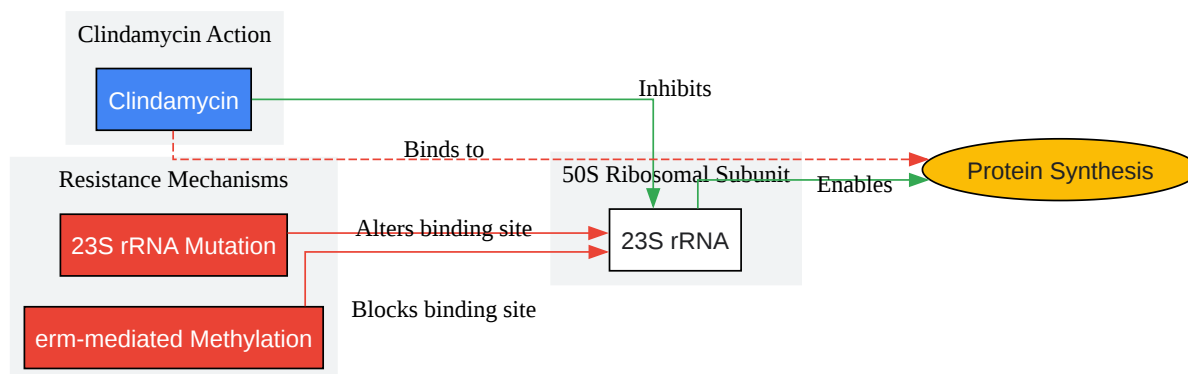 Clindamycin Action
Clindamycin
Inhibits
Binds to
Resistance Mechanisms
50S Ribosomal Subunit
Enables
Protein Synthesis
23S rRNA Mutation
Alters binding site
23S rRNA
Blocks binding site
erm-mediated Methylation